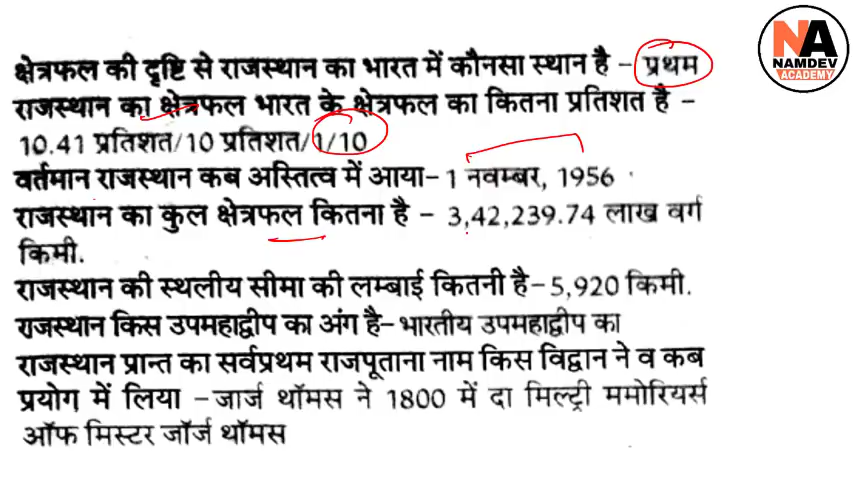 NA
NAMDEV
ACADEMY
क्षेत्रफल की दृष्टि से राजस्थान का भारत में कौनसा स्थान है - प्रथम
राजस्थान का क्षेत्रफल भारत के क्षेत्रफल का कितना प्रतिशत है -
10.41 प्रतिशत/10 प्रतिशत/1/10
वर्तमान राजस्थान कब अस्तित्व में आया- 1 नवम्बर, 1956
राजस्थान का कुल क्षेत्रफल कितना है - 3,42,239.74 लाख वर्ग
किमी.
राजस्थान की स्थलीय सीमा की लम्बाई कितनी है-5,920 किमी.
राजस्थान किस उपमहाद्वीप का अंग है-भारतीय उपमहाद्वीप का
राजस्थान प्रान्त का सर्वप्रथम राजपूताना नाम किस विद्वान ने व कब
प्रयोग में लिया -जार्ज थॉमस ने 1800 में दा मिल्ट्री ममोरियर्स
ऑफ मिस्टर जॉर्ज थॉमस